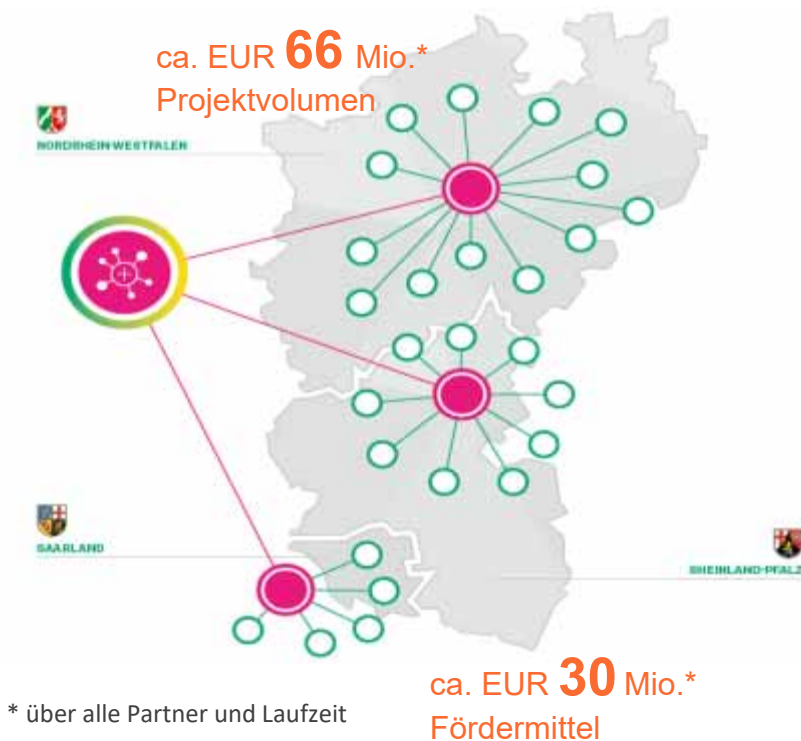 ca. EUR 66 Mio.*
Projektvolumen
NORDRHEIN-WESTFALEN
SAARLAND
RHEINLAND-PFALZ
ca. EUR 30 Mio.*
Fördermittel
* über alle Partner und Laufzeit